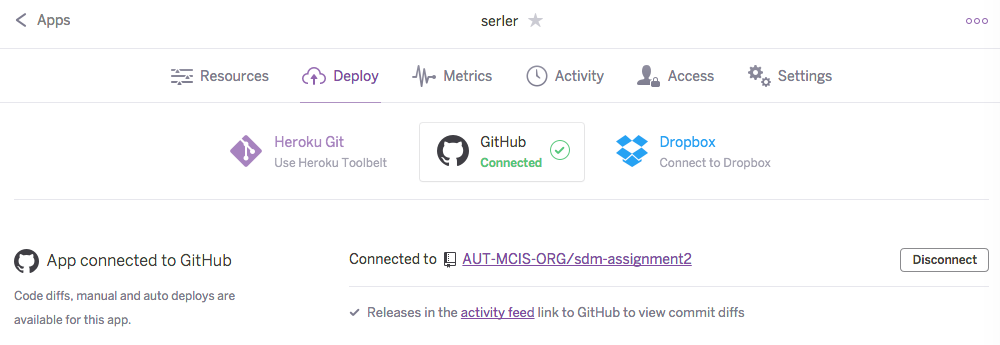 Apps
serler
Resources
Deploy
Metrics
Activity
Access
Settings
Heroku Git
Use Heroku Toolbelt
GitHub
Connected
Dropbox
Connect to Dropbox
App connected to GitHub
Code diffs, manual and auto deploys are
available for this app.
Connected to AUT-MCIS-ORG/sdm-assignment2
Disconnect
Releases in the activity feed link to GitHub to view commit diffs